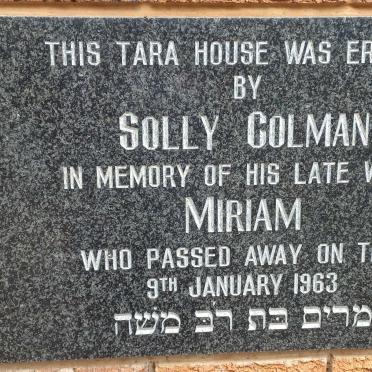 THIS TARA HOUSE WAS ER
BY
SOLLY COLMAN
IN MEMORY OF HIS LATE W
MIRIAM
WHO PASSED AWAY ON T
9TH JANUARY 1963
מרים בת רב משה